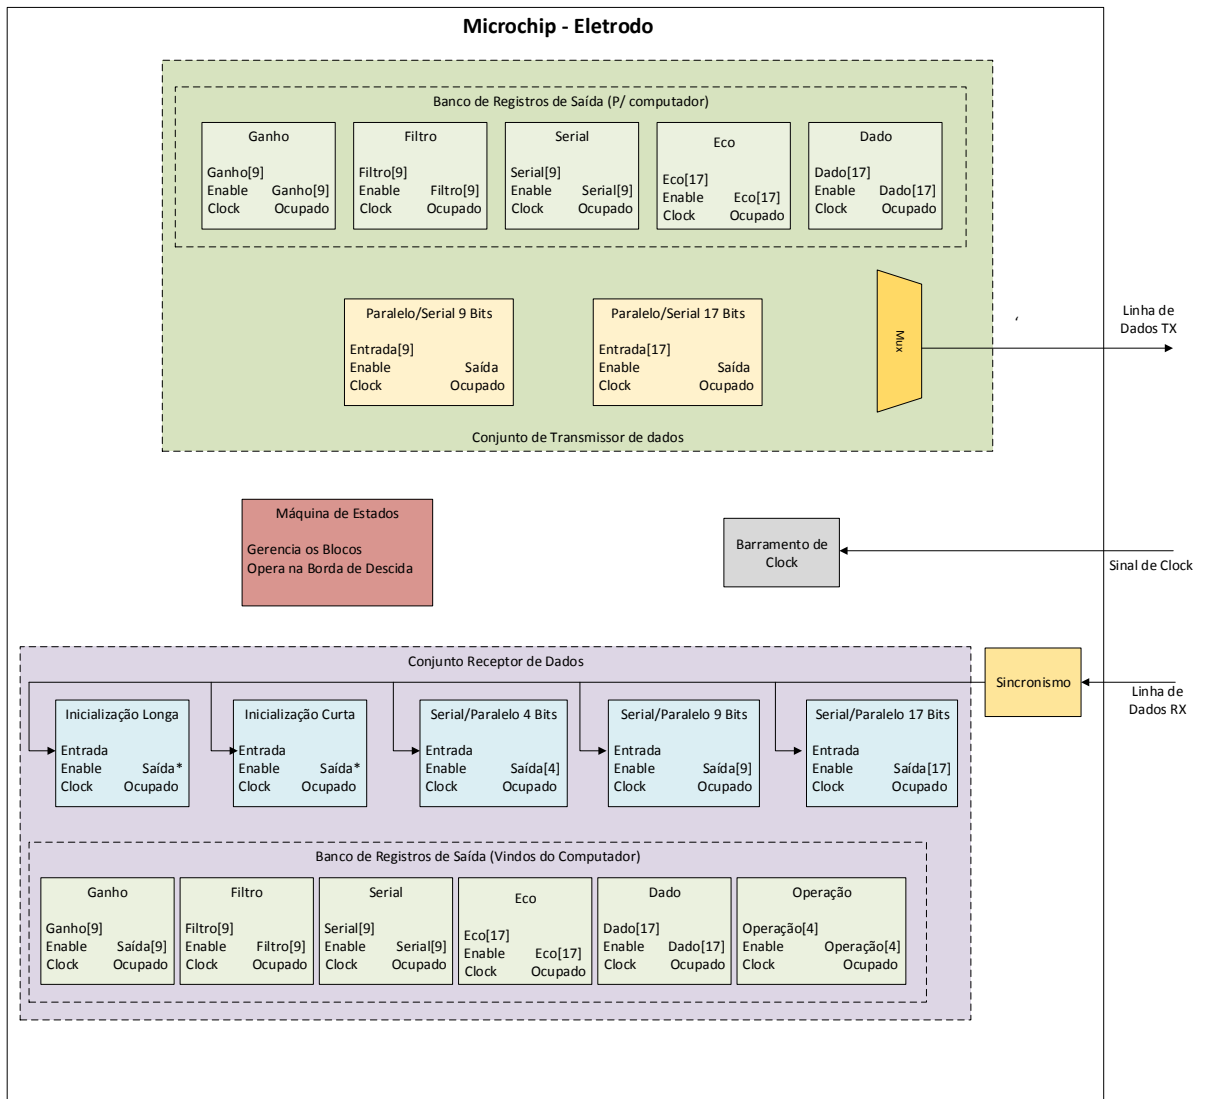 Microchip - Eletrodo
Banco de Registros de Saída (P/ computador)
Ganho
Ganho[9]
Enable Ganho[9]
Clock Ocupado
Filtro
Filtro[9]
Enable Filtro[9]
Clock Ocupado
Serial
Serial[9]
Enable Serial[9]
Clock Ocupado
Eco
Eco[17]
Enable Eco[17]
Clock Ocupado
Dado
Dado[17]
Enable Dado[17]
Clock Ocupado
Paralelo/Serial 9 Bits
Entrada[9]
Enable Saída
Clock Ocupado
Paralelo/Serial 17 Bits
Entrada[17]
Enable Saída
Clock Ocupado
Mux
Linha de
Dados TX
Conjunto de Transmissor de dados
Máquina de Estados
Gerencia os Blocos
Opera na Borda de Descida
Barramento de
Clock
Sinal de Clock
Conjunto Receptor de Dados
Sincronismo
Linha de
Dados RX
Inicialização Longa
Entrada
Enable Saída*
Clock Ocupado
Inicialização Curta
Entrada
Enable Saída*
Clock Ocupado
Serial/Paralelo 4 Bits
Entrada
Enable Saída[4]
Clock Ocupado
Serial/Paralelo 9 Bits
Entrada
Enable Saída[9]
Clock Ocupado
Serial/Paralelo 17 Bits
Entrada
Enable Saída[17]
Clock Ocupado
Banco de Registros de Saída (Vindos do Computador)
Ganho
Ganho[9]
Enable Saída[9]
Clock Ocupado
Filtro
Filtro[9]
Enable Filtro[9]
Clock Ocupado
Serial
Serial[9]
Enable Serial[9]
Clock Ocupado
Eco
Eco[17]
Enable Eco[17]
Clock Ocupado
Dado
Dado[17]
Enable Dado[17]
Clock Ocupado
Operação
Operação[4]
Enable Operação[4]
Clock Ocupado